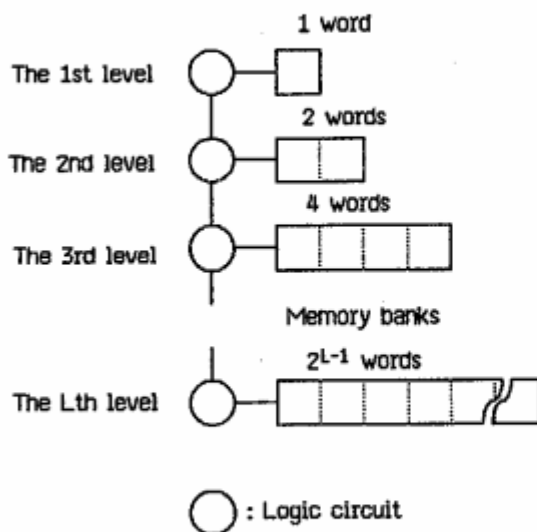 1 word
The 1st level
2 words
The 2nd level
4 words
The 3rd level
Memory banks
2^{L-1} words
The Lth level
: Logic circuit